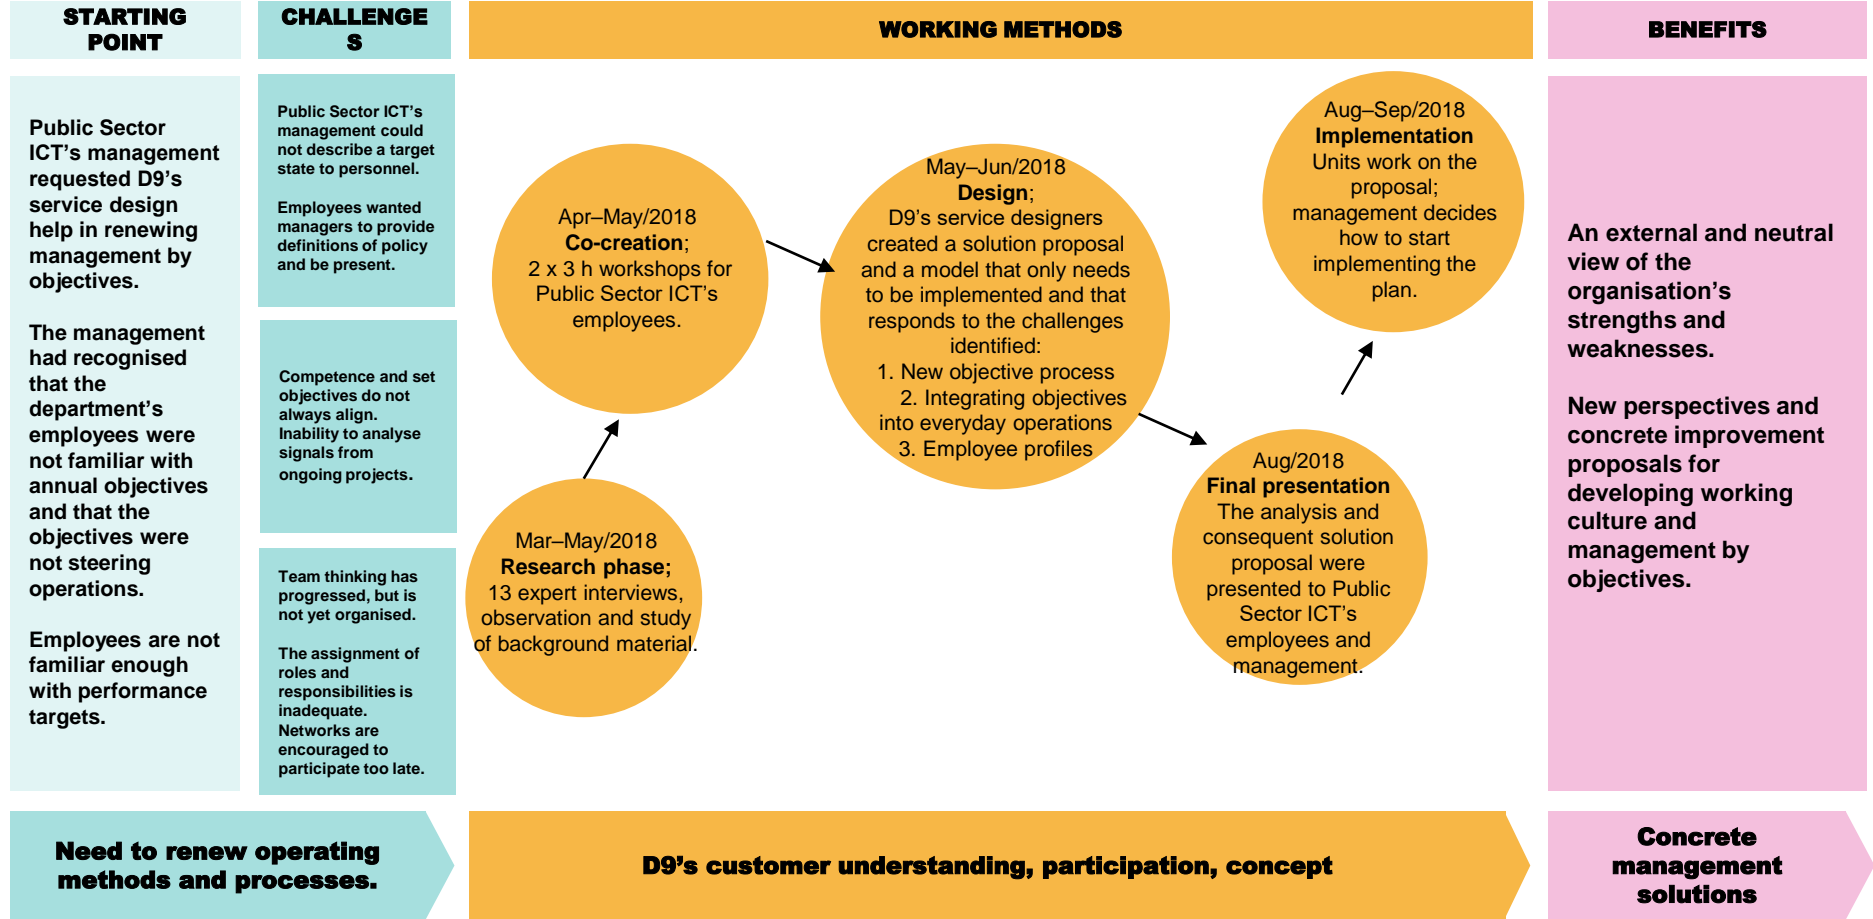 STARTING
POINT
Public Sector
ICT's management
requested D9's
service design
help in renewing
management by
objectives.
The management
had recognised
that the
department's
employees were
not familiar with
annual objectives
and that the
objectives were
not steering
operations.
Employees are not
familiar enough
with performance
targets.
CHALLENGE
S
Public Sector ICT's
management could
not describe a target
state to personnel.
Employees wanted
managers to provide
definitions of policy
and be present.
Competence and set
objectives do not
always align.
Inability to analyse
signals from
ongoing projects.
Team thinking has
progressed, but is
not yet organised.
The assignment of
roles and
responsibilities is
inadequate.
Networks are
encouraged to
participate too late.
WORKING METHODS
Mar–May/2018
Research phase;
13 expert interviews,
observation and study
of background material.
Apr–May/2018
Co-creation;
2 x 3 h workshops for
Public Sector ICT's
employees.
May–Jun/2018
Design;
D9's service designers
created a solution proposal
and a model that only needs
to be implemented and that
responds to the challenges
identified:
1. New objective process
2. Integrating objectives
into everyday operations
3. Employee profiles
Aug/2018
Final presentation
The analysis and
consequent solution
proposal were
presented to Public
Sector ICT's
employees and
management.
Aug–Sep/2018
Implementation
Units work on the
proposal;
management decides
how to start
implementing the
plan.
BENEFITS
An external and neutral
view of the
organisation's
strengths and
weaknesses.
New perspectives and
concrete improvement
proposals for
developing working
culture and
management by
objectives.
Need to renew operating
methods and processes.
D9's customer understanding, participation, concept
Concrete
management
solutions